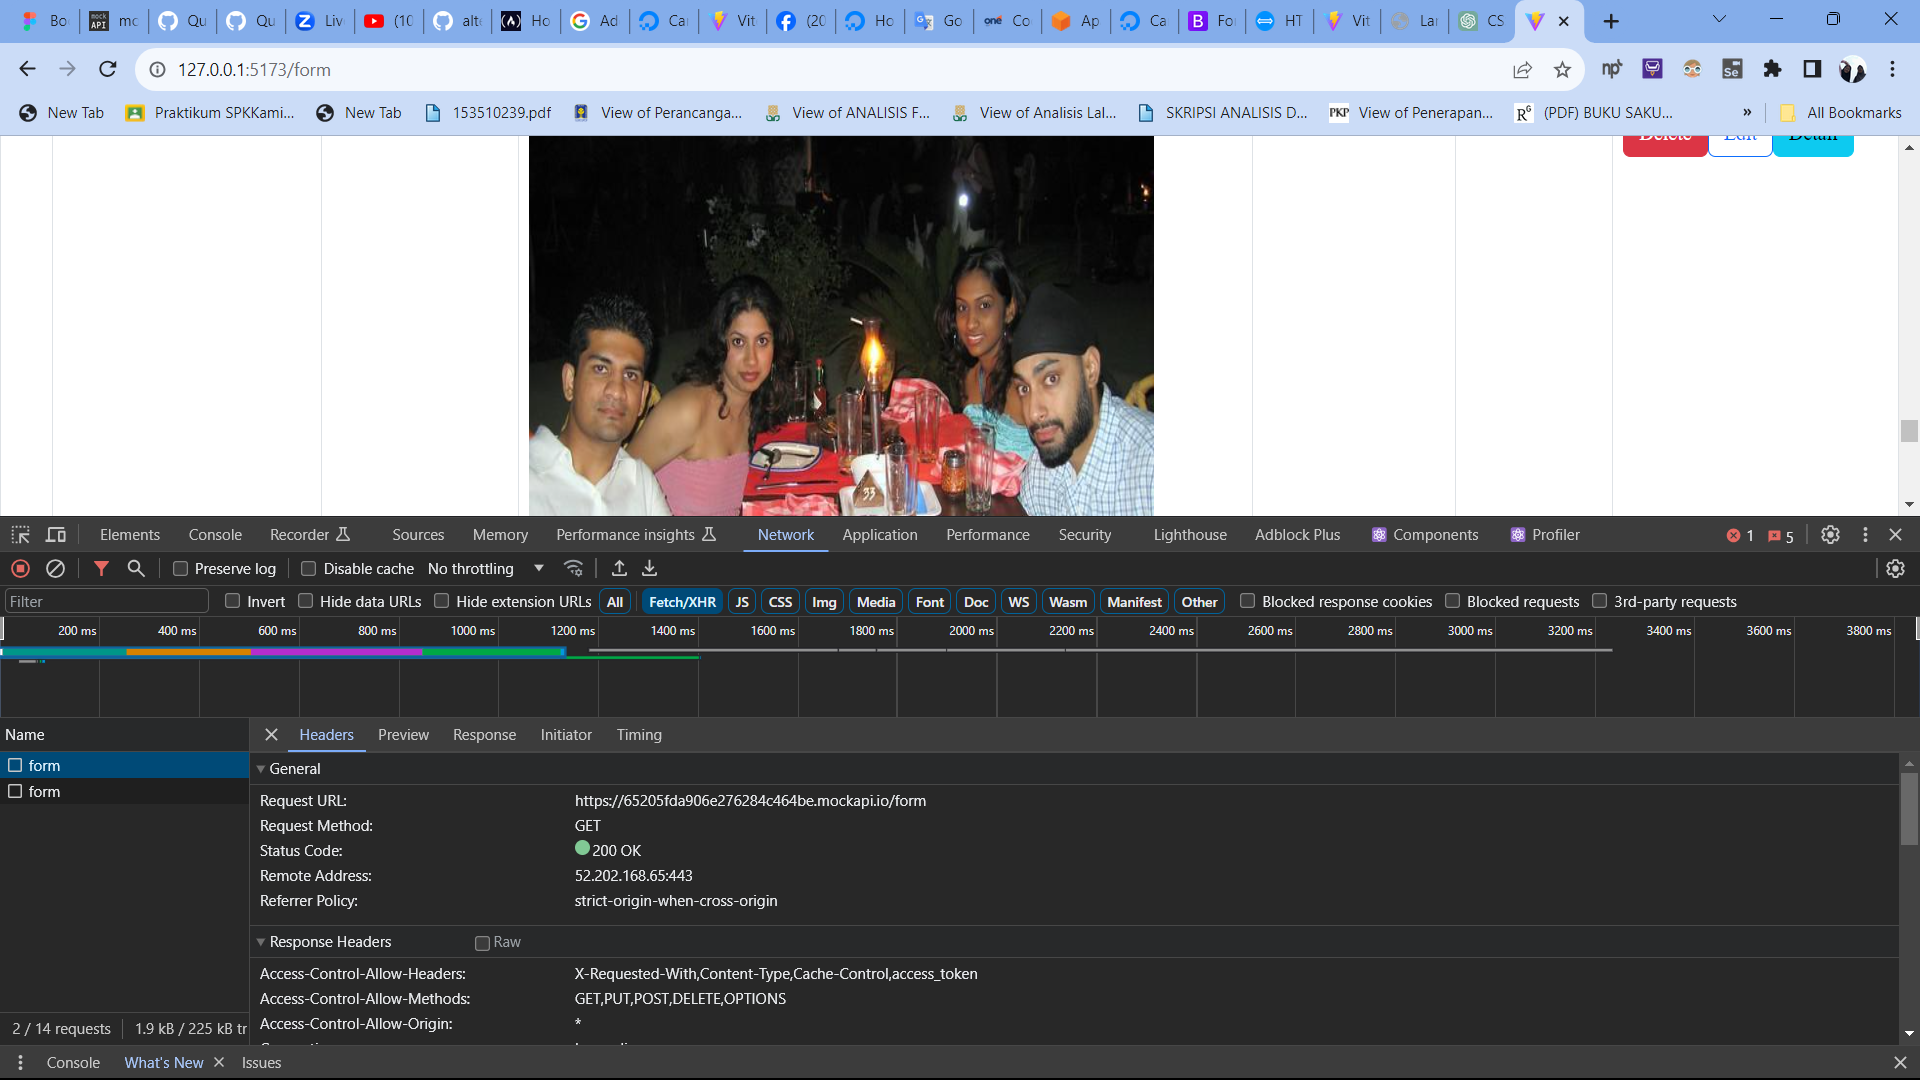 Bo
mc
Qu
Qu
Liv
(10
alt
Ho
Ad
Ca
Vit
(20
Ho
Go
Co
Ap
Ca
Fo
HT
Vit
Lar
CS
127.0.0.1:5173/form
New Tab
Praktikum SPKKami...
New Tab
153510239.pdf
View of Perancanga...
View of ANALISIS F...
View of Analisis Lal...
SKRIPSI ANALISIS D...
PKP View of Penerapan...
(PDF) BUKU SAKU...
»
All Bookmarks
Delete Edit Detail
33
Elements Console Recorder Sources Memory Performance insights Network Application Performance Security Lighthouse Adblock Plus Components Profiler 1 5
Preserve log Disable cache No throttling
Filter Invert Hide data URLs Hide extension URLs All Fetch/XHR JS CSS Img Media Font Doc WS Wasm Manifest Other Blocked response cookies Blocked requests 3rd-party requests
200 ms 400 ms 600 ms 800 ms 1000 ms 1200 ms 1400 ms 1600 ms 1800 ms 2000 ms 2200 ms 2400 ms 2600 ms 2800 ms 3000 ms 3200 ms 3400 ms 3600 ms 3800 ms
Name
form
form
Headers Preview Response Initiator Timing
General
Request URL: https://65205fda906e276284c464be.mockapi.io/form
Request Method: GET
Status Code: 200 OK
Remote Address: 52.202.168.65:443
Referrer Policy: strict-origin-when-cross-origin
Response Headers Raw
Access-Control-Allow-Headers: X-Requested-With,Content-Type,Cache-Control,access_token
Access-Control-Allow-Methods: GET,PUT,POST,DELETE,OPTIONS
Access-Control-Allow-Origin: *
2 / 14 requests 1.9 kB / 225 kB tr
Console What's New Issues